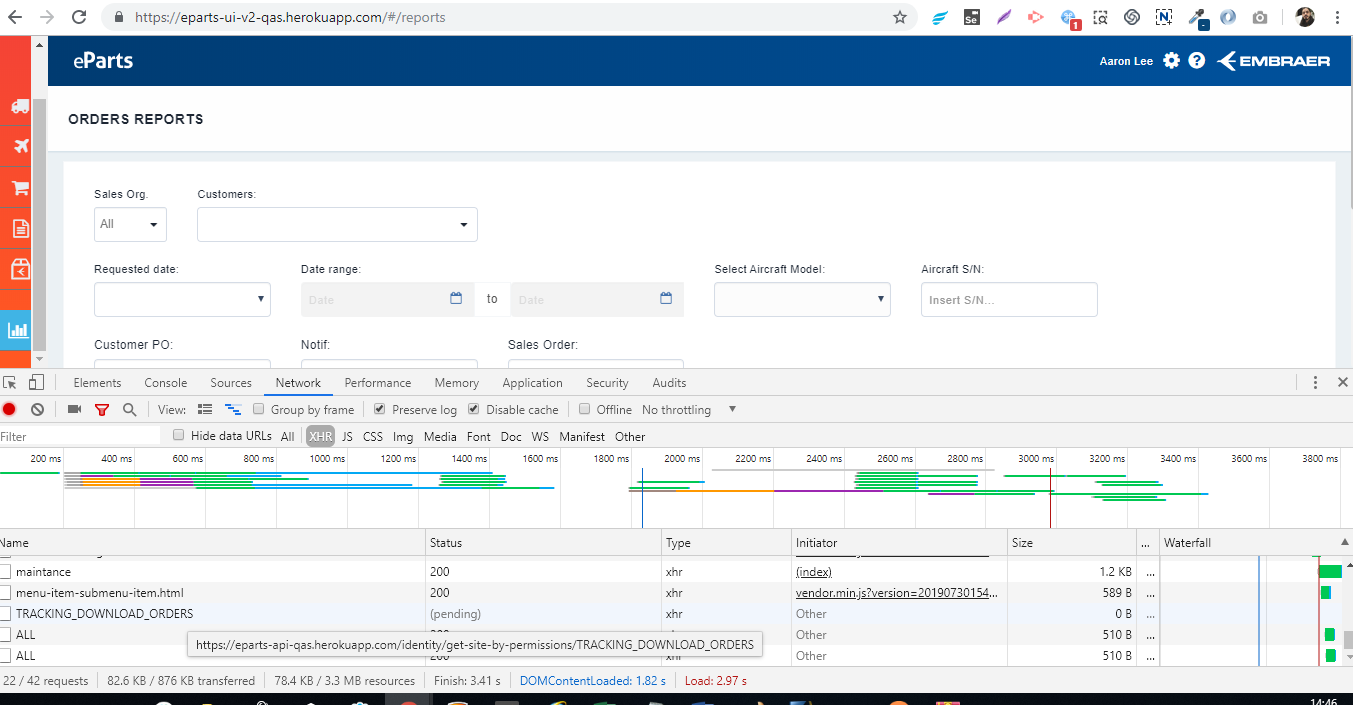 https://eparts-ui-v2-qas.herokuapp.com/#/reports
Se
1
N
-
eParts
Aaron Lee
?
EMBRAER
ORDERS REPORTS
Sales Org.
Customers:
All
Requested date:
Date range:
Select Aircraft Model:
Aircraft S/N:
Date
to
Date
Insert S/N...
Customer PO:
Notif:
Sales Order:
Elements Console Sources Network Performance Memory Application Security Audits
View: Group by frame Preserve log Disable cache Offline No throttling
Filter Hide data URLs All XHR JS CSS Img Media Font Doc WS Manifest Other
200 ms 400 ms 600 ms 800 ms 1000 ms 1200 ms 1400 ms 1600 ms 1800 ms 2000 ms 2200 ms 2400 ms 2600 ms 2800 ms 3000 ms 3200 ms 3400 ms 3600 ms 3800 ms
Name Status Type Initiator Size ... Waterfall
maintance 200 xhr (index) 1.2 KB ...
menu-item-submenu-item.html 200 xhr vendor.min.js?version=20190730154... 589 B ...
TRACKING_DOWNLOAD_ORDERS (pending) xhr Other 0 B ...
ALL 200 xhr Other 510 B ...
https://eparts-api-qas.herokuapp.com/identity/get-site-by-permissions/TRACKING_DOWNLOAD_ORDERS
ALL 200 xhr Other 510 B ...
22 / 42 requests 82.6 KB / 876 KB transferred 78.4 KB / 3.3 MB resources Finish: 3.41 s DOMContentLoaded: 1.82 s Load: 2.97 s
14:46